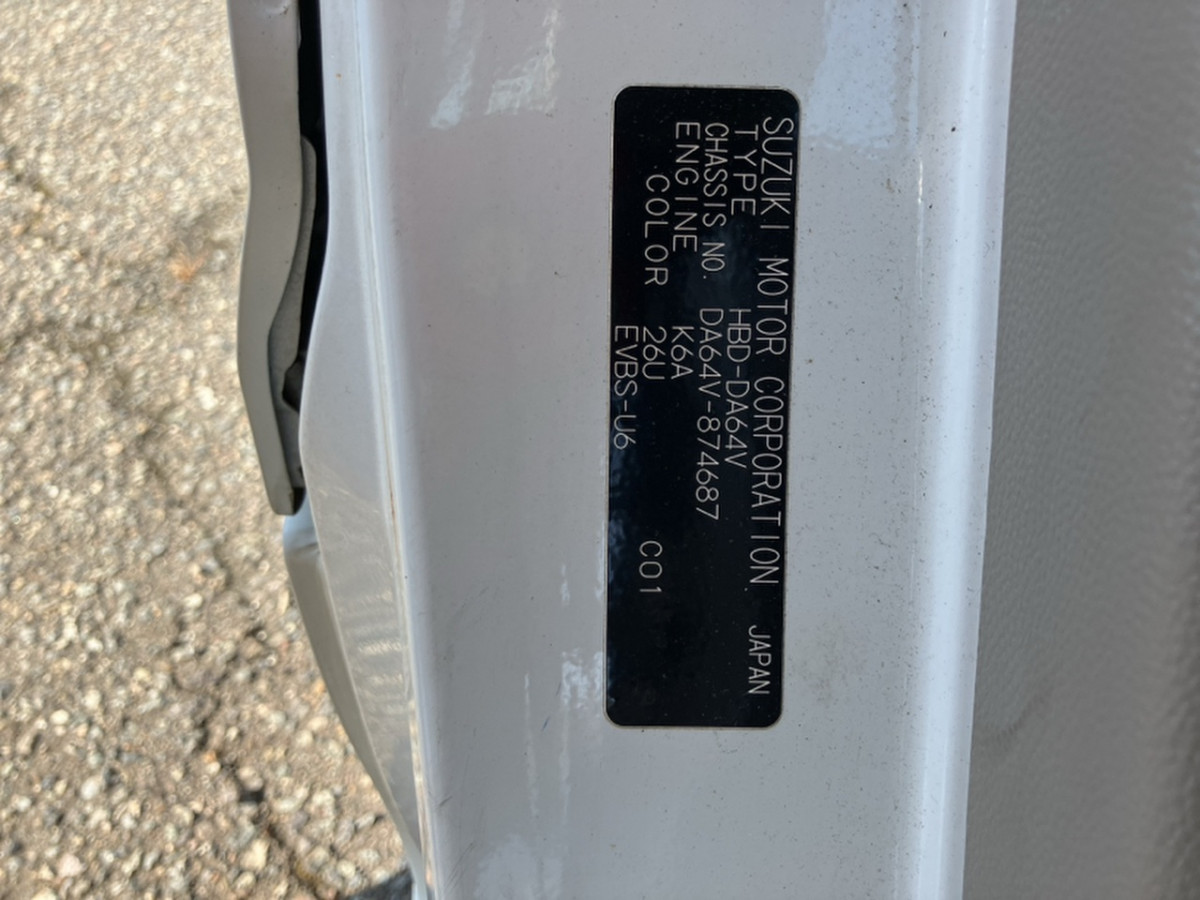 SUZUKI MOTOR CORPORATION. JAPAN
TYPE HBD-DA64V
CHASSIS NO. DA64V-874687
ENGINE K6A
COLOR 26U C01
EVBS-U6